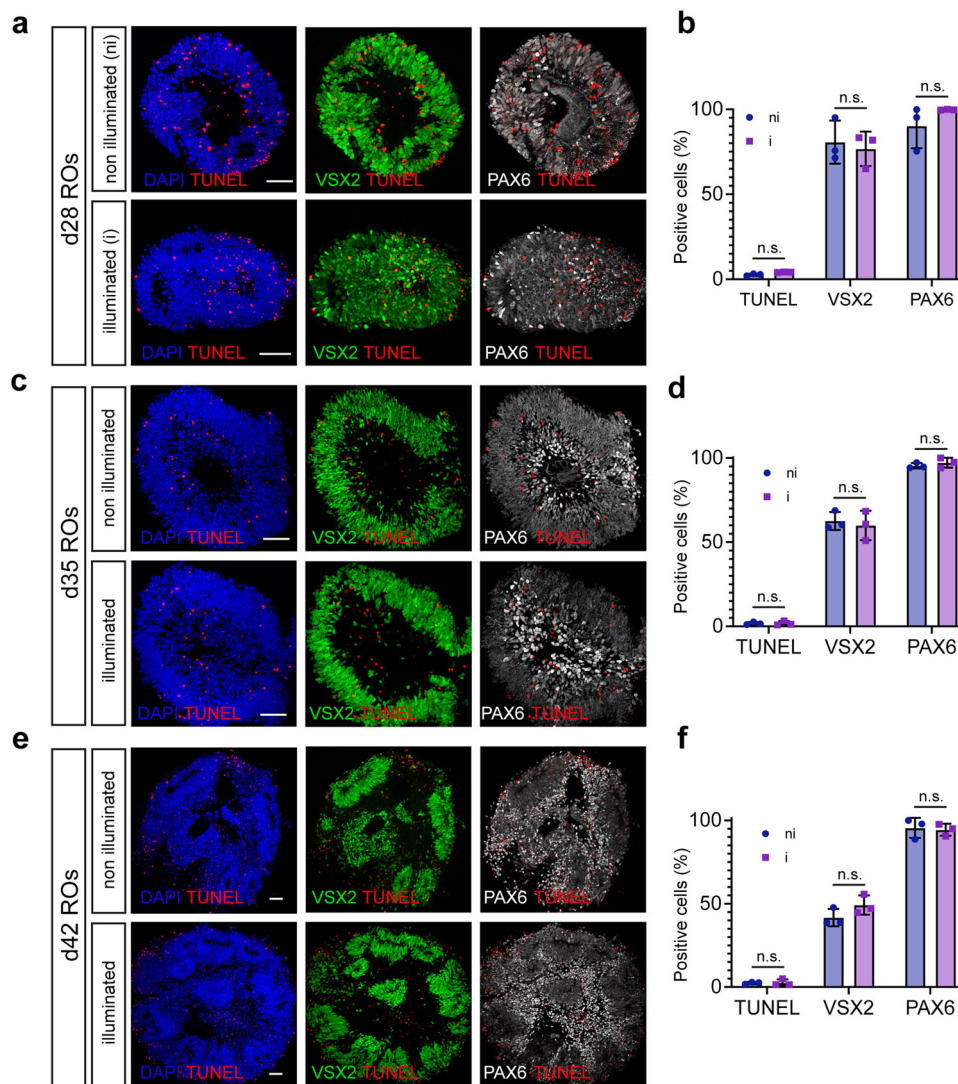 a
d28 ROs
non illuminated (ni)
DAPI TUNEL
VSX2 TUNEL
PAX6 TUNEL
illuminated (i)
DAPI TUNEL
VSX2 TUNEL
PAX6 TUNEL
b
Positive cells (%)
100
50
0
ni
i
n.s.
n.s.
n.s.
TUNEL VSX2 PAX6
c
d35 ROs
non illuminated
DAPI TUNEL
VSX2 TUNEL
PAX6 TUNEL
illuminated
DAPI TUNEL
VSX2 TUNEL
PAX6 TUNEL
d
Positive cells (%)
100
50
0
ni
i
n.s.
n.s.
n.s.
TUNEL VSX2 PAX6
e
d42 ROs
non illuminated
DAPI TUNEL
VSX2 TUNEL
PAX6 TUNEL
illuminated
DAPI TUNEL
VSX2 TUNEL
PAX6 TUNEL
f
Positive cells (%)
100
50
0
ni
i
n.s.
n.s.
n.s.
TUNEL VSX2 PAX6